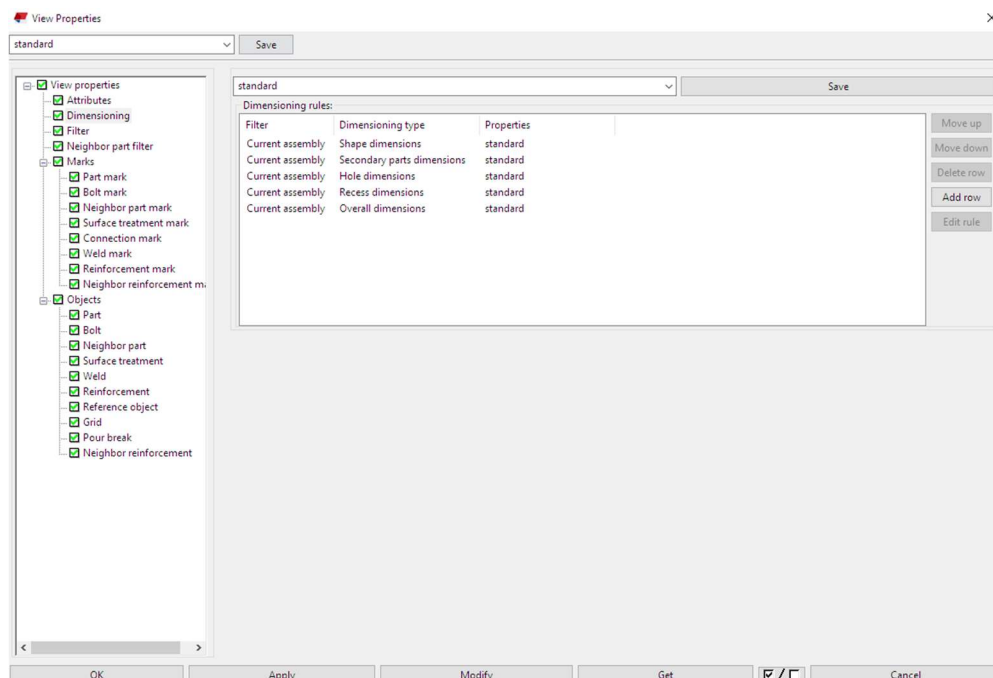 View Properties
standard
Save
View properties
Attributes
Dimensioning
Filter
Neighbor part filter
Marks
Part mark
Bolt mark
Neighbor part mark
Surface treatment mark
Connection mark
Weld mark
Reinforcement mark
Neighbor reinforcement ma
Objects
Part
Bolt
Neighbor part
Surface treatment
Weld
Reinforcement
Reference object
Grid
Pour break
Neighbor reinforcement
standard
Save
Dimensioning rules:
Filter Dimensioning type Properties
Current assembly Shape dimensions standard
Current assembly Secondary parts dimensions standard
Current assembly Hole dimensions standard
Current assembly Recess dimensions standard
Current assembly Overall dimensions standard
Move up
Move down
Delete row
Add row
Edit rule
OK Apply Modify Get Cancel